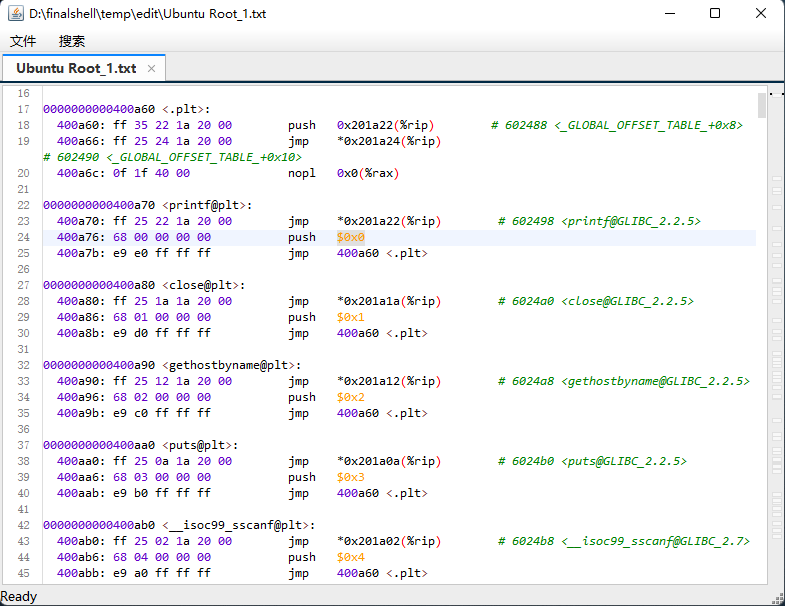 D:\finalshell\temp\edit\Ubuntu Root_1.txt
文件 搜索
Ubuntu Root_1.txt ×
16
17 0000000000400a60 <.plt>:
18 400a60: ff 35 22 1a 20 00 push 0x201a22(%rip) # 602488 <_GLOBAL_OFFSET_TABLE_+0x8>
19 400a66: ff 25 24 1a 20 00 jmp *0x201a24(%rip)
# 602490 <_GLOBAL_OFFSET_TABLE_+0x10>
20 400a6c: 0f 1f 40 00 nopl 0x0(%rax)
21
22 0000000000400a70 <printf@plt>:
23 400a70: ff 25 22 1a 20 00 jmp *0x201a22(%rip) # 602498 <printf@GLIBC_2.2.5>
24 400a76: 68 00 00 00 00 push $0x0
25 400a7b: e9 e0 ff ff ff jmp 400a60 <.plt>
26
27 0000000000400a80 <close@plt>:
28 400a80: ff 25 1a 1a 20 00 jmp *0x201a1a(%rip) # 6024a0 <close@GLIBC_2.2.5>
29 400a86: 68 01 00 00 00 push $0x1
30 400a8b: e9 d0 ff ff ff jmp 400a60 <.plt>
31
32 0000000000400a90 <gethostbyname@plt>:
33 400a90: ff 25 12 1a 20 00 jmp *0x201a12(%rip) # 6024a8 <gethostbyname@GLIBC_2.2.5>
34 400a96: 68 02 00 00 00 push $0x2
35 400a9b: e9 c0 ff ff ff jmp 400a60 <.plt>
36
37 0000000000400aa0 <puts@plt>:
38 400aa0: ff 25 0a 1a 20 00 jmp *0x201a0a(%rip) # 6024b0 <puts@GLIBC_2.2.5>
39 400aa6: 68 03 00 00 00 push $0x3
40 400aab: e9 b0 ff ff ff jmp 400a60 <.plt>
41
42 0000000000400ab0 <__isoc99_sscanf@plt>:
43 400ab0: ff 25 02 1a 20 00 jmp *0x201a02(%rip) # 6024b8 <__isoc99_sscanf@GLIBC_2.7>
44 400ab6: 68 04 00 00 00 push $0x4
45 400abb: e9 a0 ff ff ff jmp 400a60 <.plt>
Ready